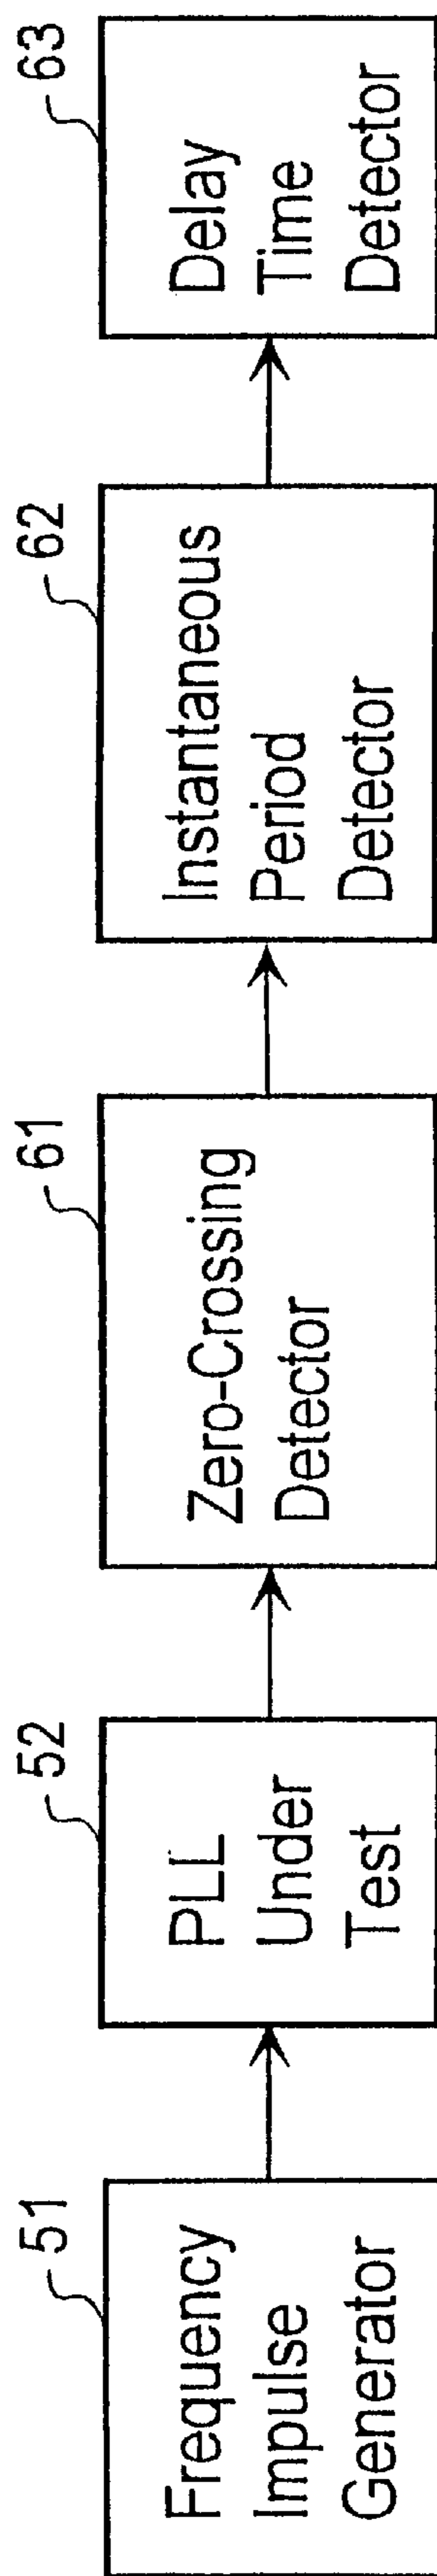 51
Frequency
Impulse
Generator
52
PLL
Under
Test
61
Zero-Crossing
Detector
62
Instantaneous
Period
Detector
63
Delay
Time
Detector